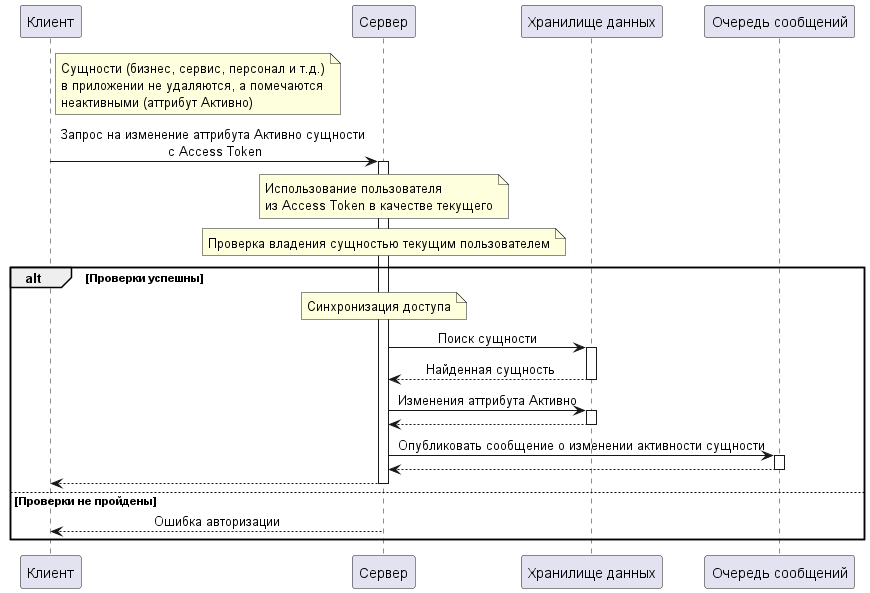 Клиент
Сервер
Хранилище данных
Очередь сообщений
Сущности (бизнес, сервис, персонал и т.д.)
в приложении не удаляются, а помечаются
неактивными (аттрибут Активно)
Запрос на изменение аттрибута Активно сущности
с Access Token
Использование пользователя
из Access Token в качестве текущего
Проверка владения сущностью текущим пользователем
alt
[Проверки успешны]
Синхронизация доступа
Поиск сущности
Найденная сущность
Изменения аттрибута Активно
Опубликовать сообщение о изменении активности сущности
[Проверки не пройдены]
Ошибка авторизации
Клиент
Сервер
Хранилище данных
Очередь сообщений